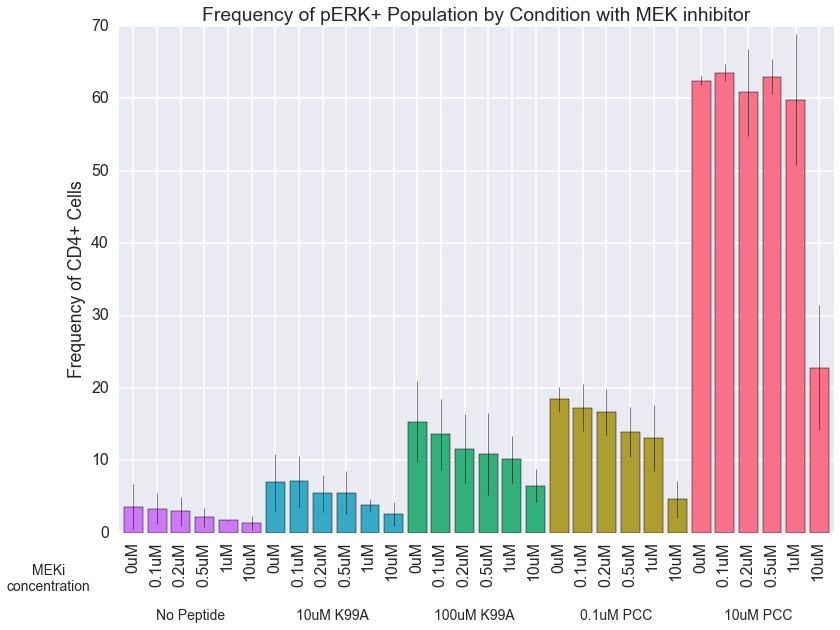 Frequency of pERK+ Population by Condition with MEK inhibitor
Frequency of CD4+ Cells
70
60
50
40
30
20
10
0
0uM 0.1uM 0.2uM 0.5uM 1uM 10uM 0uM 0.1uM 0.2uM 0.5uM 1uM 10uM 0uM 0.1uM 0.2uM 0.5uM 1uM 10uM 0uM 0.1uM 0.2uM 0.5uM 1uM 10uM 0uM 0.1uM 0.2uM 0.5uM 1uM 10uM
MEKi
concentration
No Peptide 10uM K99A 100uM K99A 0.1uM PCC 10uM PCC